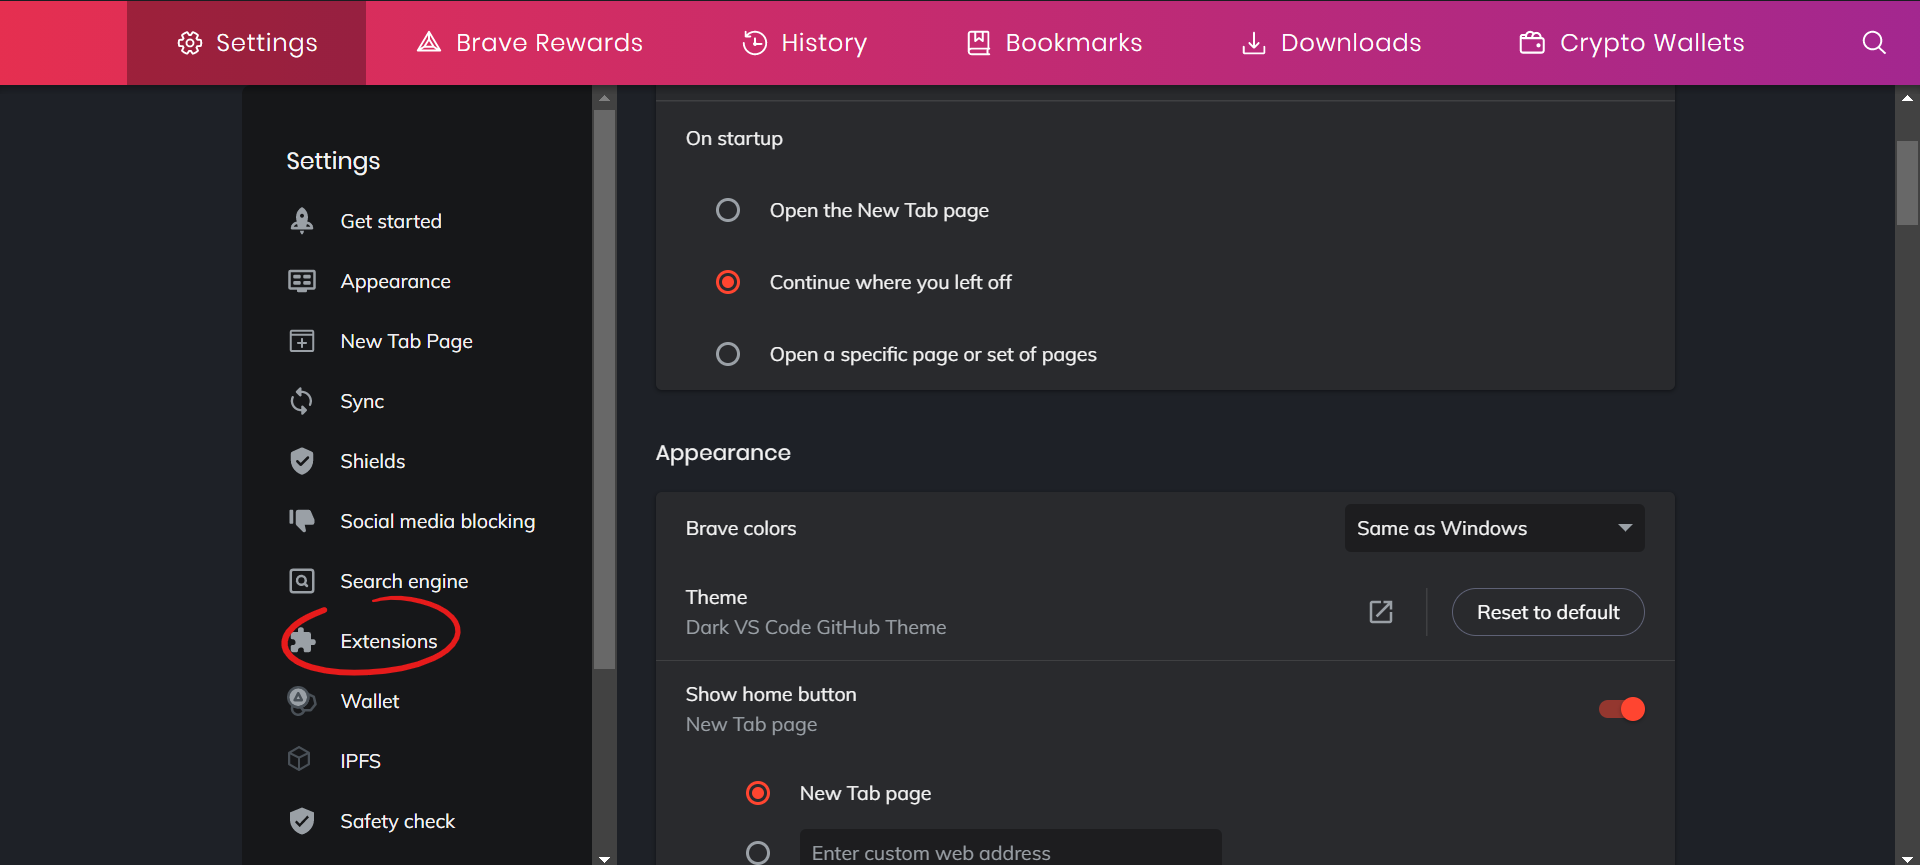 Settings
Brave Rewards
History
Bookmarks
Downloads
Crypto Wallets
Settings
Get started
Appearance
New Tab Page
Sync
Shields
Social media blocking
Search engine
Extensions
Wallet
IPFS
Safety check
On startup
Open the New Tab page
Continue where you left off
Open a specific page or set of pages
Appearance
Brave colors
Same as Windows
Theme
Dark VS Code GitHub Theme
Reset to default
Show home button
New Tab page
New Tab page
Enter custom web address